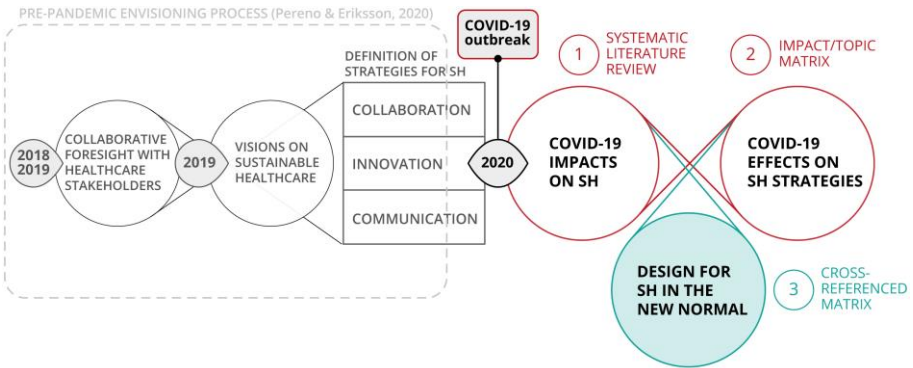 PRE-PANDEMIC ENVISIONING PROCESS (Pereno & Eriksson, 2020)
2018
2019
COLLABORATIVE
FORESIGHT WITH
HEALTHCARE
STAKEHOLDERS
2019
VISIONS ON
SUSTAINABLE
HEALTHCARE
DEFINITION OF
STRATEGIES FOR SH
COLLABORATION
INNOVATION
COMMUNICATION
COVID-19
outbreak
2020
1
SYSTEMATIC
LITERATURE
REVIEW
COVID-19
IMPACTS
ON SH
2
IMPACT/TOPIC
MATRIX
COVID-19
EFFECTS ON
SH STRATEGIES
DESIGN FOR
SH IN THE
NEW NORMAL
3
CROSS-
REFERENCED
MATRIX